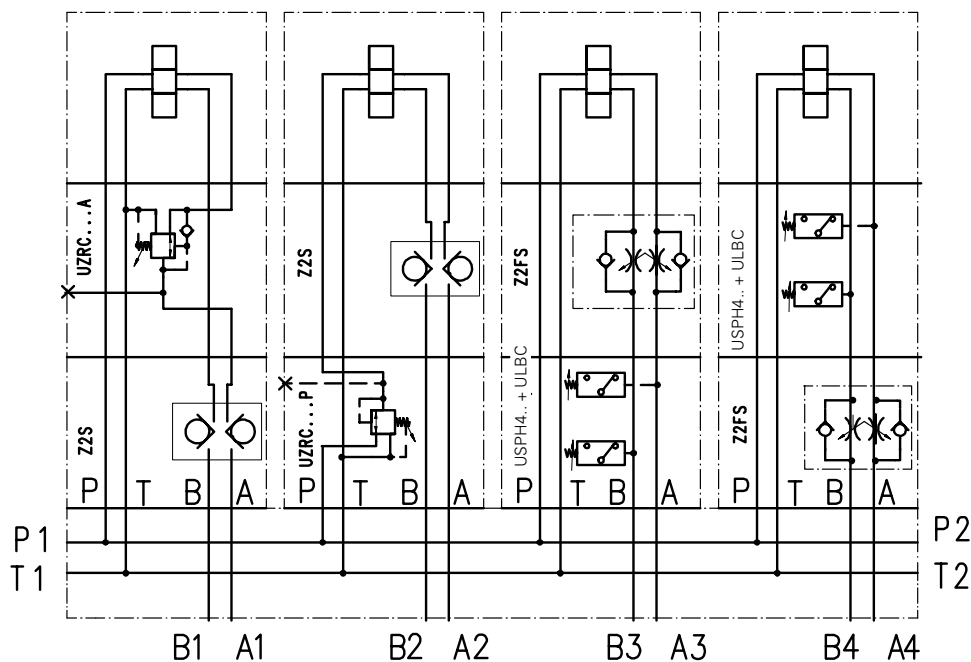 UZRC...A
Z2S
Z2FS
USPH4.. + ULBC
Z2S
UZRC...P
USPH4.. + ULBC
Z2FS
P T B A
P T B A
P T B A
P T B A
P1
P2
T1
T2
B1 A1 B2 A2 B3 A3 B4 A4